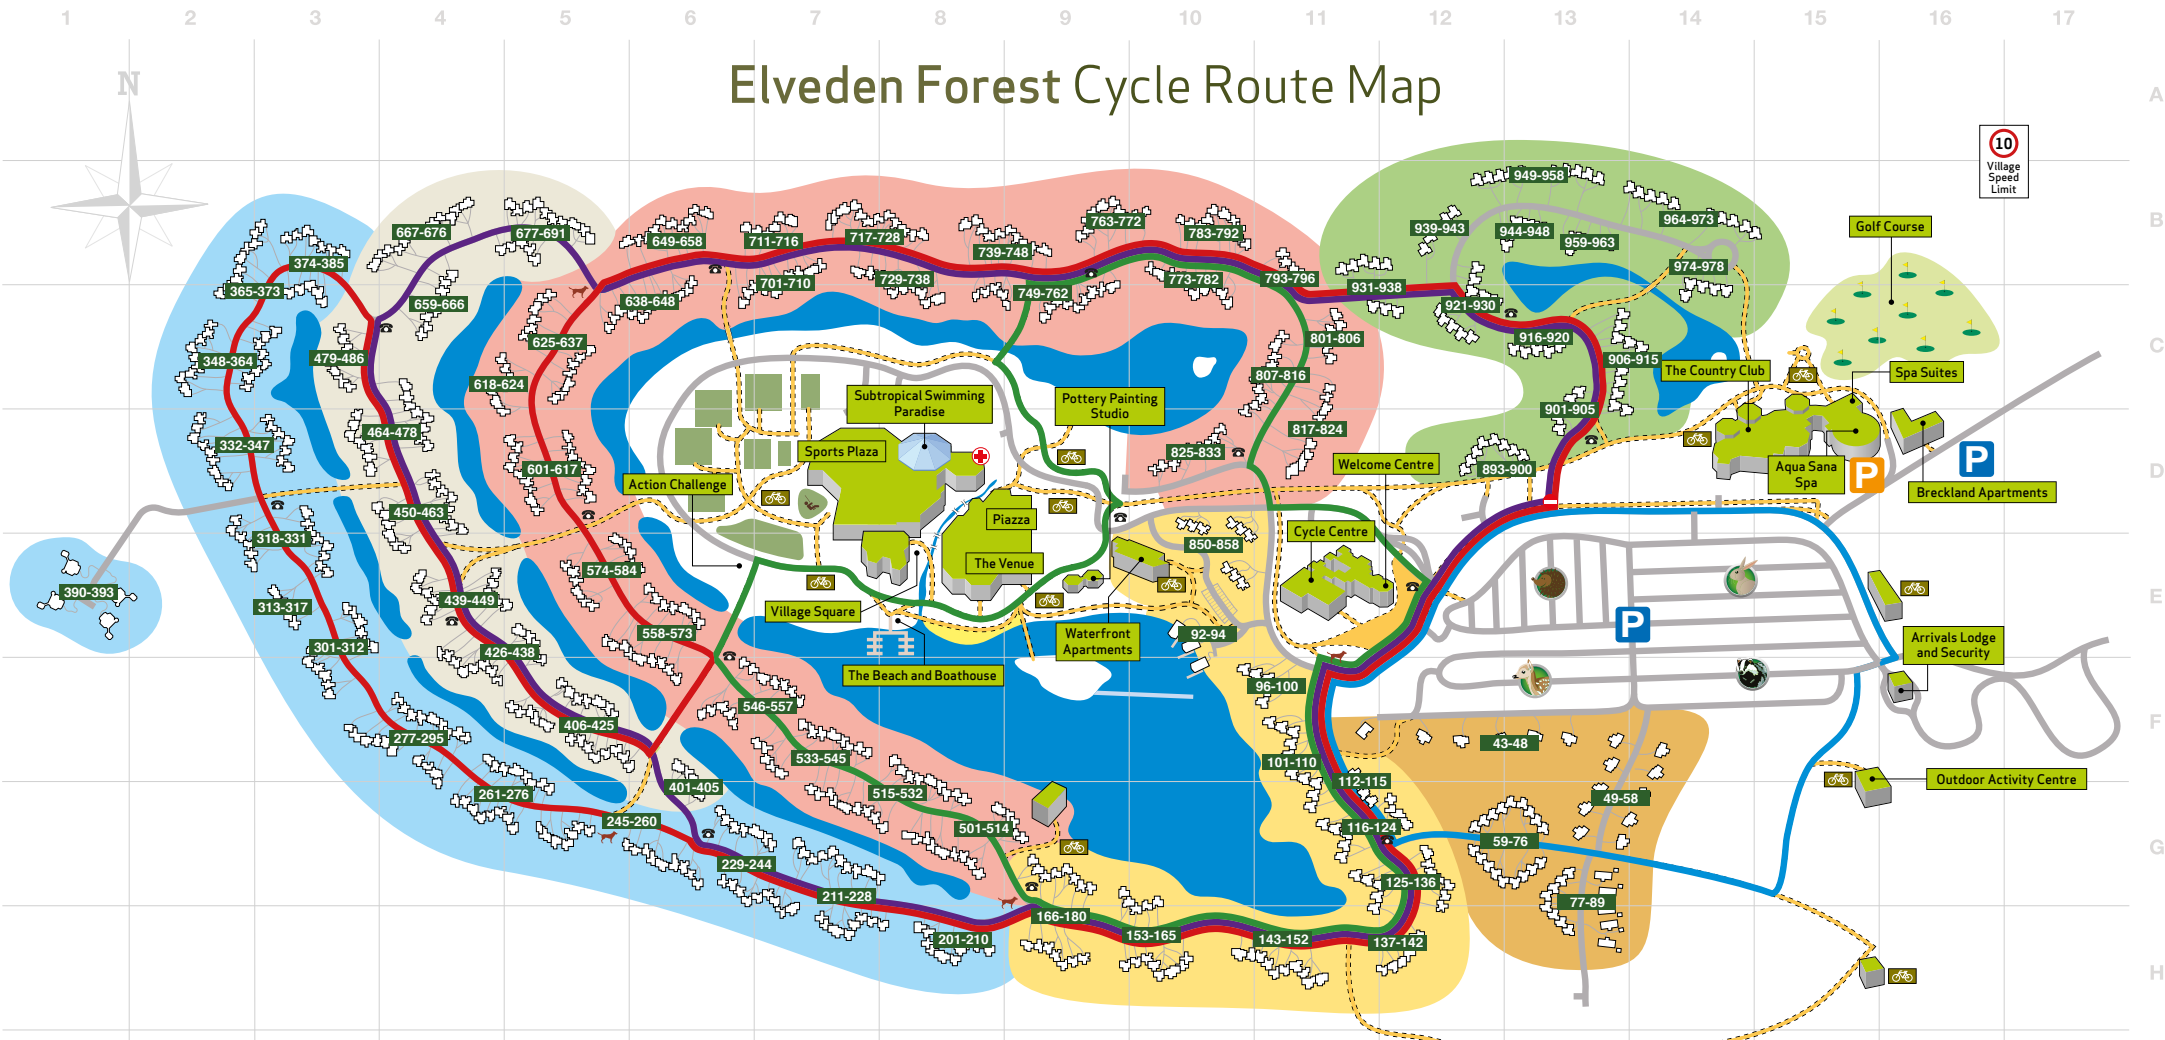 1 2 3 4 5 6 7 8 9 10 11 12 13 14 15 16 17
A
B
C
D
E
F
G
H
N
Elveden Forest Cycle Route Map
10
Village
Speed
Limit
949-958
964-973
939-943
944-948
959-963
974-978
Golf Course
667-676
677-691
649-658
711-716
717-728
739-748
763-772
783-792
374-385
365-373
659-666
638-648
701-710
729-738
749-762
773-782
793-796
931-938
921-930
348-364
479-486
625-637
618-624
801-806
807-816
916-920
906-915
The Country Club
Spa Suites
Subtropical Swimming
Paradise
Pottery Painting
Studio
901-905
332-347
464-478
601-617
Sports Plaza
817-824
825-833
Welcome Centre
893-900
Aqua Sana
Spa
P
P
Breckland Apartments
Action Challenge
450-463
Piazza
318-331
850-858
Cycle Centre
574-584
The Venue
390-393
313-317
439-449
Village Square
P
301-312
426-438
558-573
Waterfront
Apartments
92-94
Arrivals Lodge
and Security
The Beach and Boathouse
96-100
546-557
277-295
406-425
533-545
101-110
43-48
401-405
112-115
Outdoor Activity Centre
261-276
515-532
49-58
245-260
501-514
116-124
59-76
229-244
125-136
211-228
77-89
201-210
166-180
153-165
143-152
137-142